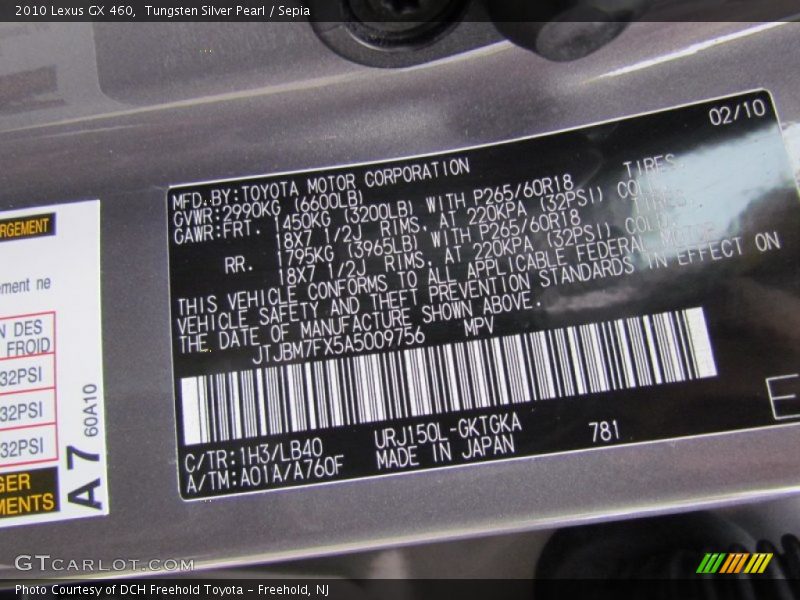 2010 Lexus GX 460,  Tungsten Silver Pearl / Sepia
02/10
MFD. BY:TOYOTA MOTOR CORPORATION
GVWR:2990KG (6600LB)
GAWR:FRT. 1450KG (3200LB) WITH P265/60R18 TIRES,
18X7 1/2J RIMS, AT 220KPA (32PSI) COLD
RR. 1795KG (3965LB) WITH P265/60R18 TIRES,
18X7 1/2J RIMS, AT 220KPA (32PSI) COLD
THIS VEHICLE CONFORMS TO ALL APPLICABLE FEDERAL MOTOR
VEHICLE SAFETY AND THEFT PREVENTION STANDARDS IN EFFECT ON
THE DATE OF MANUFACTURE SHOWN ABOVE.
JTJBM7FX5A5009756 MPV
C/TR:1H3/LB40 URJ150L-GKTGKA 781
A/TM:A01A/A760F MADE IN JAPAN
E
RGEMENT
ement ne
N DES
FROID
32PSI
32PSI
32PSI
GER
MENTS
A7 60A10
GTCARLOT.COM
Photo Courtesy of DCH Freehold Toyota - Freehold, NJ